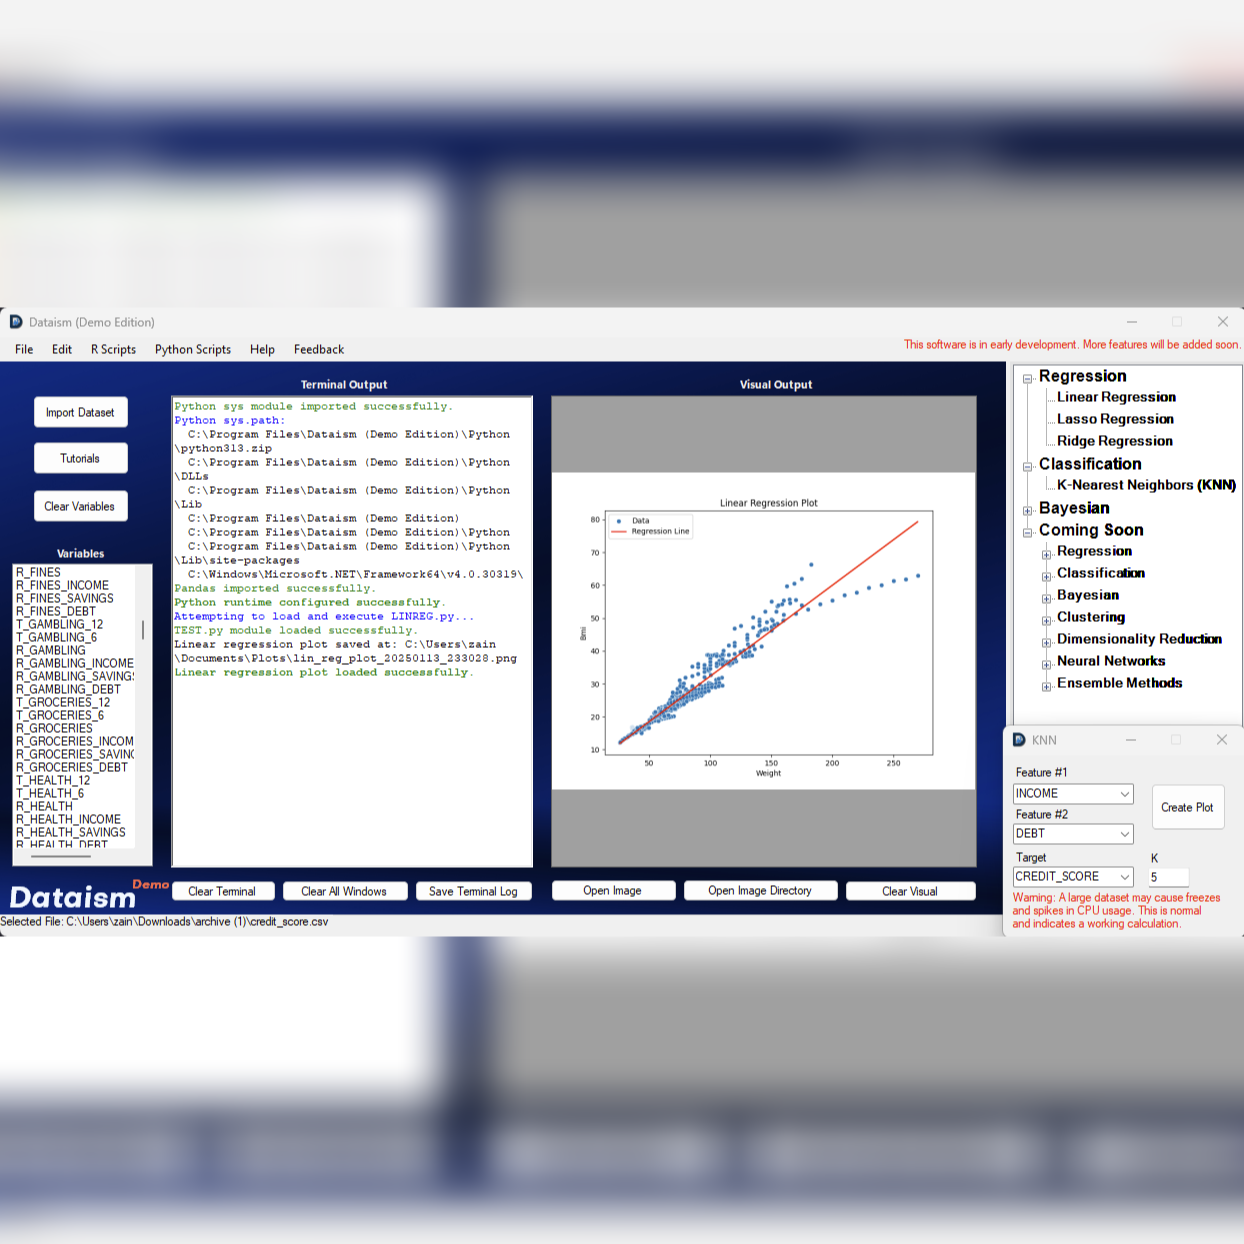 Dataism (Demo Edition)
File Edit R Scripts Python Scripts Help Feedback
This software is in early development. More features will be added soon.
Import Dataset
Tutorials
Clear Variables
Variables
R_FINES
R_FINES_INCOME
R_FINES_SAVINGS
R_FINES_DEBT
T_GAMBLING_12
T_GAMBLING_6
R_GAMBLING
R_GAMBLING_INCOME
R_GAMBLING_SAVINGS
R_GAMBLING_DEBT
T_GROCERIES_12
T_GROCERIES_6
R_GROCERIES
R_GROCERIES_INCOM
R_GROCERIES_SAVING
R_GROCERIES_DEBT
T_HEALTH_12
T_HEALTH_6
R_HEALTH
R_HEALTH_INCOME
R_HEALTH_SAVINGS
R_HEALTH_DEBT
Dataism Demo
Terminal Output
Python sys module imported successfully.
Python sys.path:
C:\Program Files\Dataism (Demo Edition)\Python
\python313.zip
C:\Program Files\Dataism (Demo Edition)\Python
\DLLs
C:\Program Files\Dataism (Demo Edition)\Python
\Lib
C:\Program Files\Dataism (Demo Edition)
C:\Program Files\Dataism (Demo Edition)\Python
C:\Program Files\Dataism (Demo Edition)\Python
\Lib\site-packages
C:\Windows\Microsoft.NET\Framework64\v4.0.30319\
Pandas imported successfully.
Python runtime configured successfully.
Attempting to load and execute LINREG.py...
TEST.py module loaded successfully.
Linear regression plot saved at: C:\Users\zain
\Documents\Plots\lin_reg_plot_20250113_233028.png
Linear regression plot loaded successfully.
Clear Terminal
Clear All Windows
Save Terminal Log
Visual Output
Linear Regression Plot
Data
Regression Line
80
70
60
50
40
30
20
10
Bmi
50 100 150 200 250
Weight
Open Image
Open Image Directory
Clear Visual
Regression
Linear Regression
Lasso Regression
Ridge Regression
Classification
K-Nearest Neighbors (KNN)
Bayesian
Coming Soon
Regression
Classification
Bayesian
Clustering
Dimensionality Reduction
Neural Networks
Ensemble Methods
KNN
Feature #1
INCOME
Create Plot
Feature #2
DEBT
Target K
CREDIT_SCORE 5
Warning: A large dataset may cause freezes
and spikes in CPU usage. This is normal
and indicates a working calculation.
Selected File: C:\Users\zain\Downloads\archive (1)\credit_score.csv